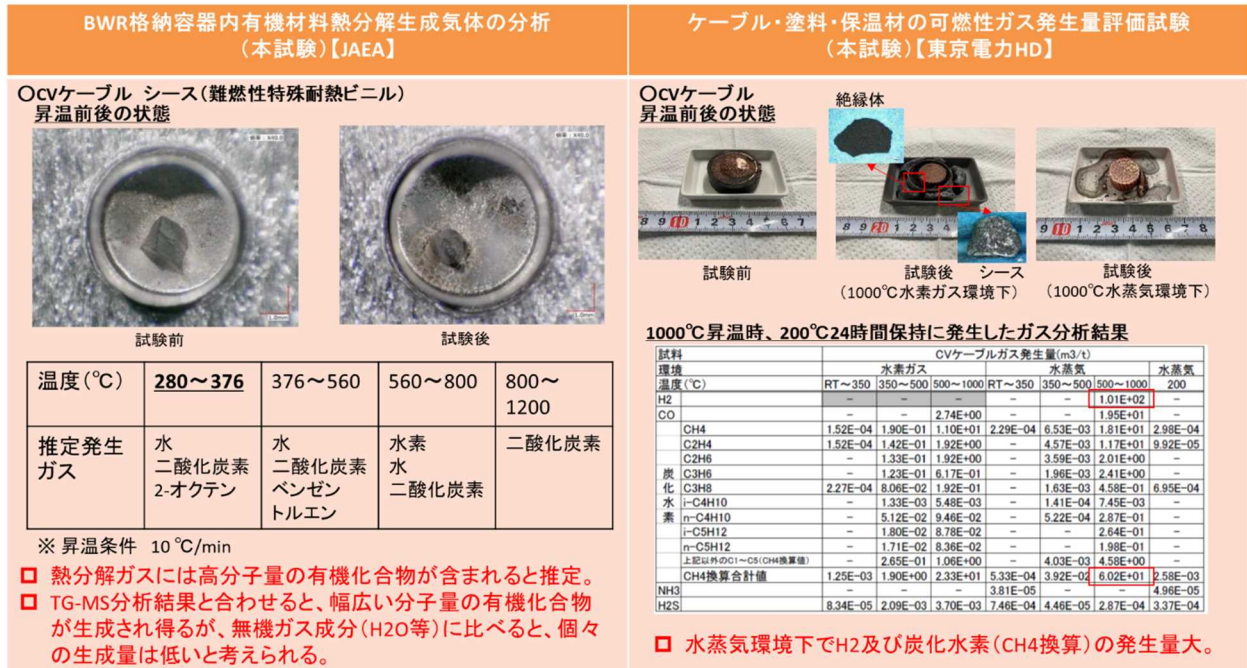 BWR格納容器内有機材料熱分解生成気体の分析
(本試験)【JAEA】
〇CVケーブル シース(難燃性特殊耐熱ビニル)
昇温前後の状態
試験前
試験後
温度(℃) 280～376 376～560 560～800 800～1200
推定発生ガス
水
二酸化炭素
2-オクテン
水
二酸化炭素
ベンゼン
トルエン
水素
水
二酸化炭素
二酸化炭素
※ 昇温条件 10 ℃/min
熱分解ガスには高分子量の有機化合物が含まれると推定。
TG-MS分析結果と合わせると、幅広い分子量の有機化合物
が生成され得るが、無機ガス成分(H2O等)に比べると、個々
の生成量は低いと考えられる。
ケーブル・塗料・保温材の可燃性ガス発生量評価試験
(本試験)【東京電力HD】
〇CVケーブル
昇温前後の状態
絶縁体
試験前
試験後 シース
(1000℃水素ガス環境下)
試験後
(1000℃水蒸気環境下)
1000℃昇温時、200℃24時間保持に発生したガス分析結果
試料 CVケーブルガス発生量(m3/t)
環境 水素ガス 水蒸気 水蒸気
温度(℃) RT～350 350～500 500～1000 RT～350 350～500 500～1000 200
H2 - - - - - 1.01E+02 -
CO - - 2.74E+00 - - 1.95E+01 -
炭化水素
CH4 1.52E-04 1.90E-01 1.10E+01 2.29E-04 6.53E-03 1.81E+01 2.98E-04
C2H4 1.52E-04 1.42E-01 1.92E+00 - 4.57E-03 1.17E+01 9.92E-05
C2H6 - 1.33E-01 1.92E+00 - 3.59E-03 2.01E+00 -
C3H6 - 1.23E-01 6.17E-01 - 1.96E-03 2.41E+00 -
C3H8 2.27E-04 8.06E-02 1.92E-01 - 1.63E-03 4.58E-01 6.95E-04
i-C4H10 - 1.33E-03 5.48E-03 - 1.41E-04 7.45E-03 -
n-C4H10 - 5.12E-02 9.46E-02 - 5.22E-04 2.87E-01 -
i-C5H12 - 1.80E-02 8.78E-02 - - 2.64E-01 -
n-C5H12 - 1.71E-02 8.36E-02 - - 1.98E-01 -
上記以外のC1～C5(CH4換算値) - 2.65E-01 1.06E+00 - 4.03E-03 4.58E+00 -
CH4換算合計値 1.25E-03 1.90E+00 2.33E+01 5.33E-04 3.92E-02 6.02E+01 2.58E-03
NH3 - - - 3.81E-05 - - 4.96E-05
H2S 8.34E-05 2.09E-03 3.70E-03 7.46E-04 4.46E-05 2.87E-04 3.37E-04
水蒸気環境下でH2及び炭化水素(CH4換算)の発生量大。